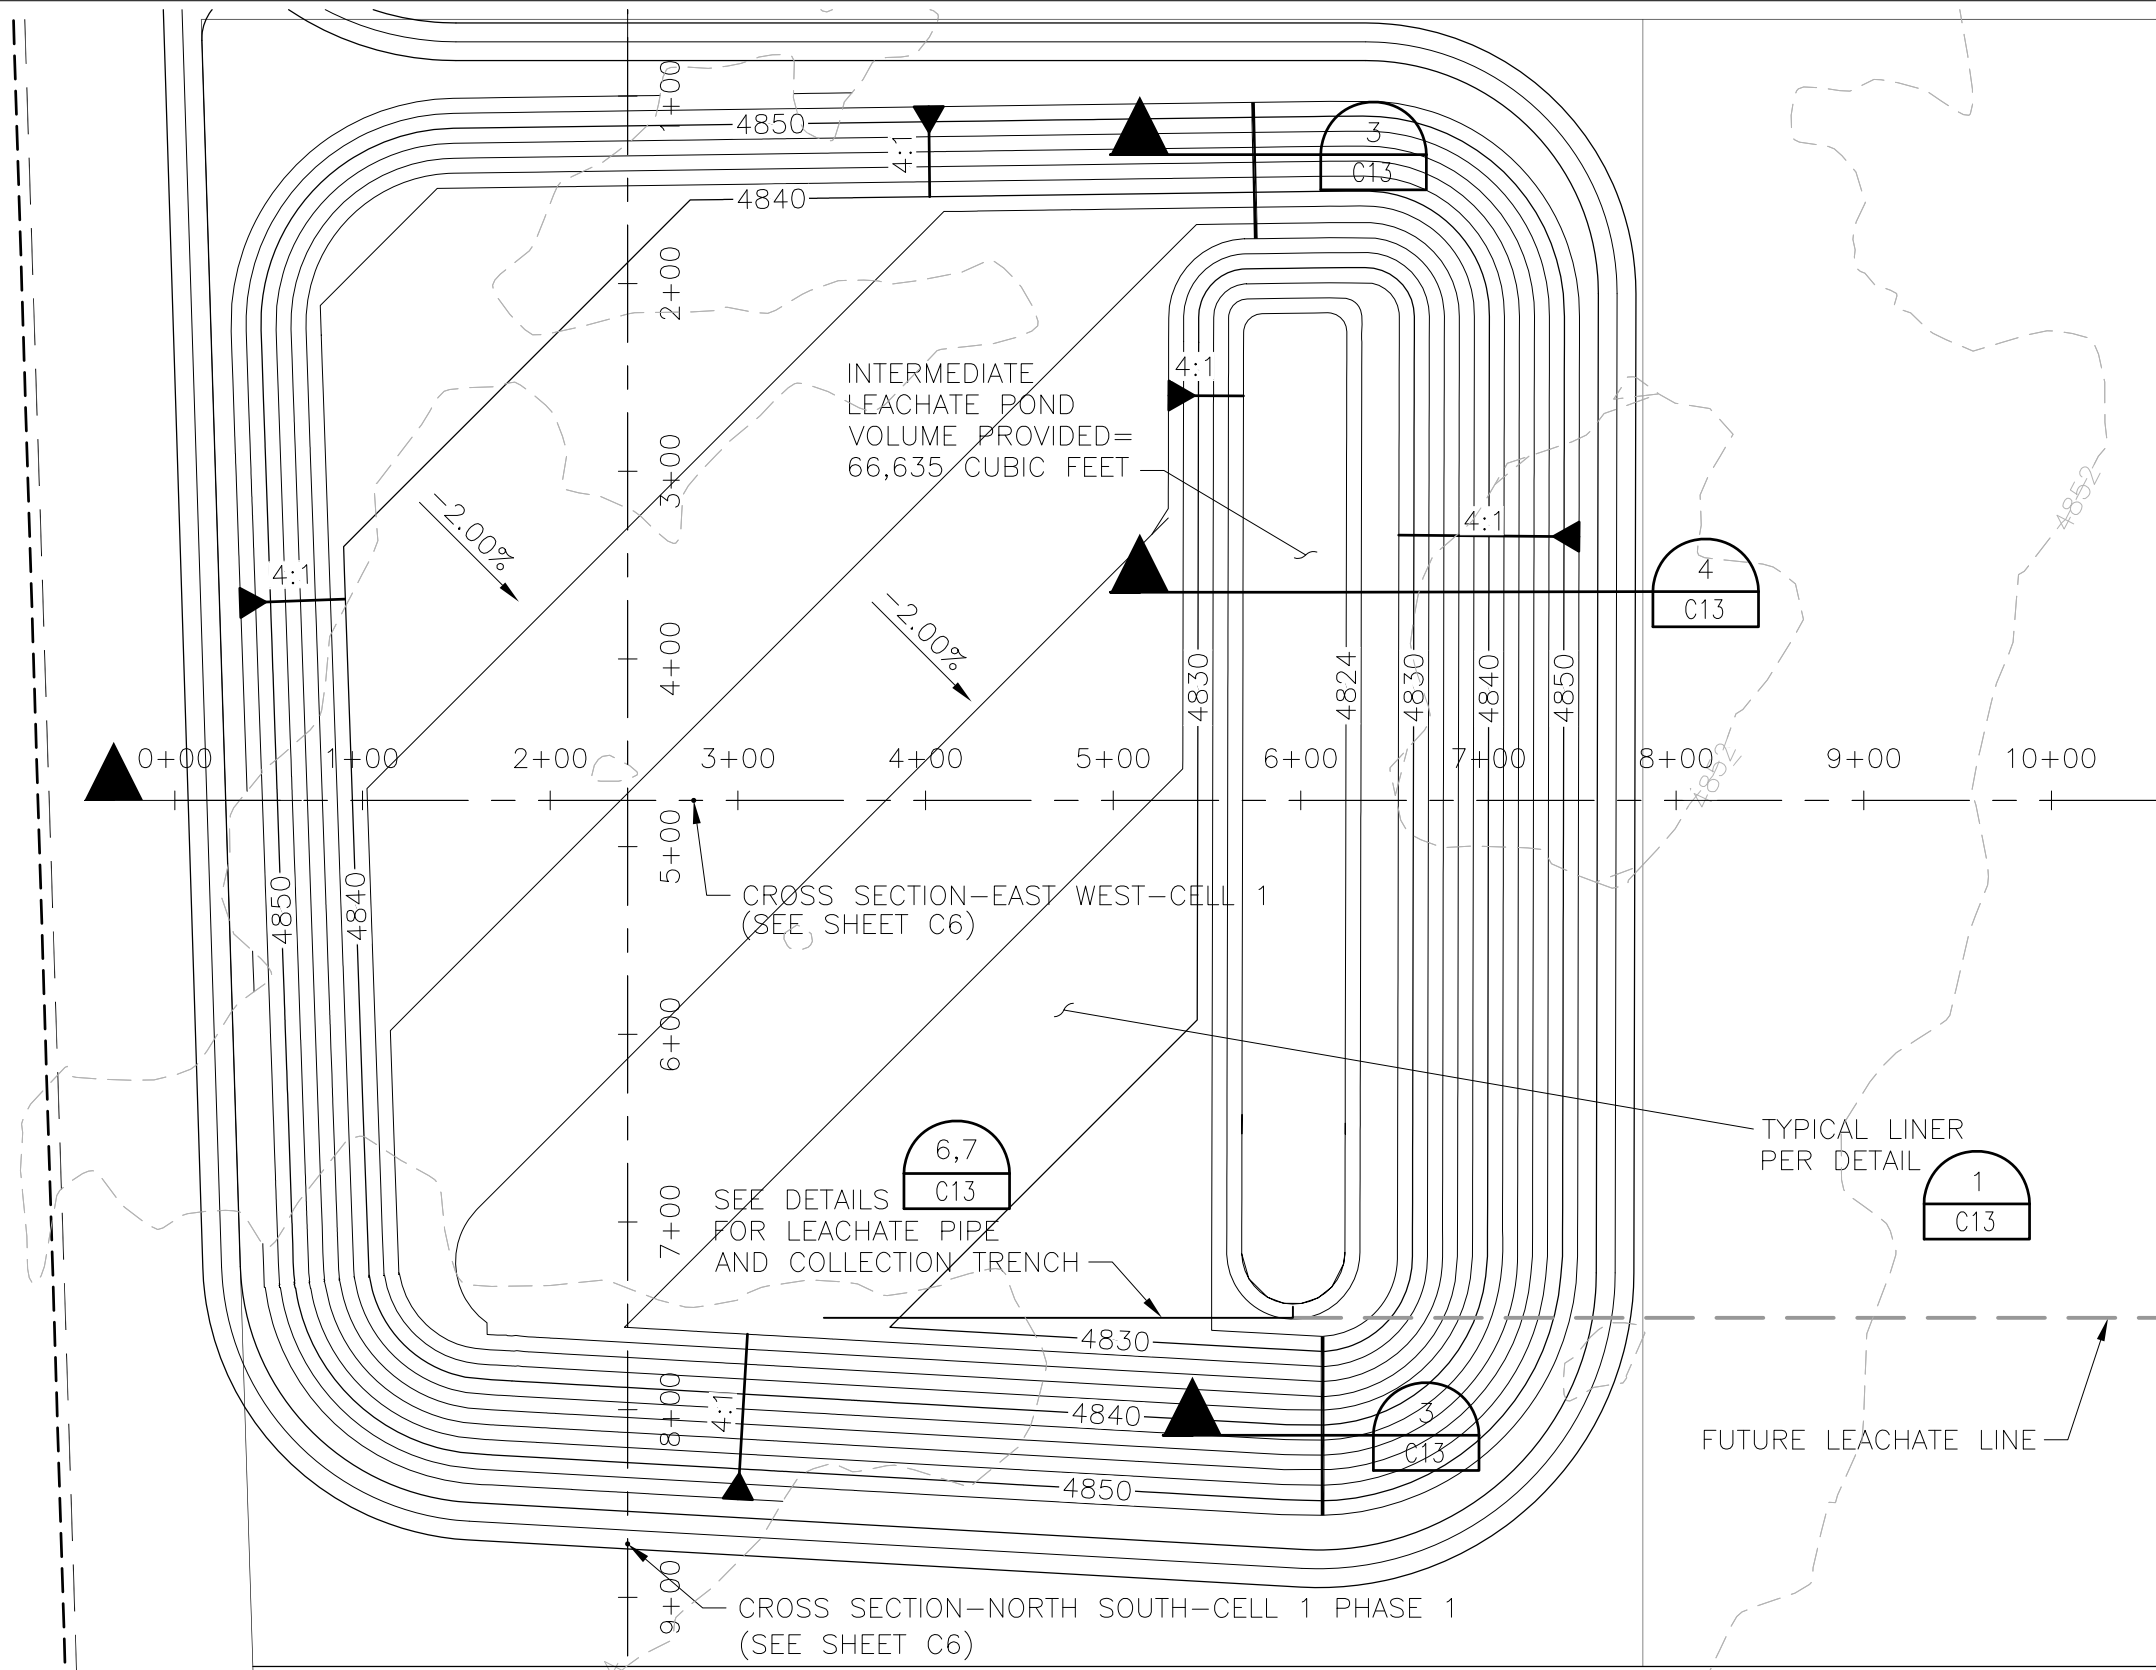 1+00
4850
4:1
3
C13
4840
2+00
INTERMEDIATE
LEACHATE POND
VOLUME PROVIDED=
66,635 CUBIC FEET
4:1
3+00
-2.00%
4:1
4852
4
C13
4:1
-2.00%
4+00
4830
4824
4830
4840
4850
0+00
1+00
2+00
3+00
4+00
5+00
6+00
7+00
8+00
9+00
10+00
4852
5+00
4850
4840
CROSS SECTION-EAST WEST-CELL 1
(SEE SHEET C6)
6+00
TYPICAL LINER
PER DETAIL
1
C13
6,7
C13
SEE DETAILS
FOR LEACHATE PIPE
AND COLLECTION TRENCH
7+00
4830
4840
4850
4:1
8+00
3
C13
FUTURE LEACHATE LINE
9+00
CROSS SECTION-NORTH SOUTH-CELL 1 PHASE 1
(SEE SHEET C6)